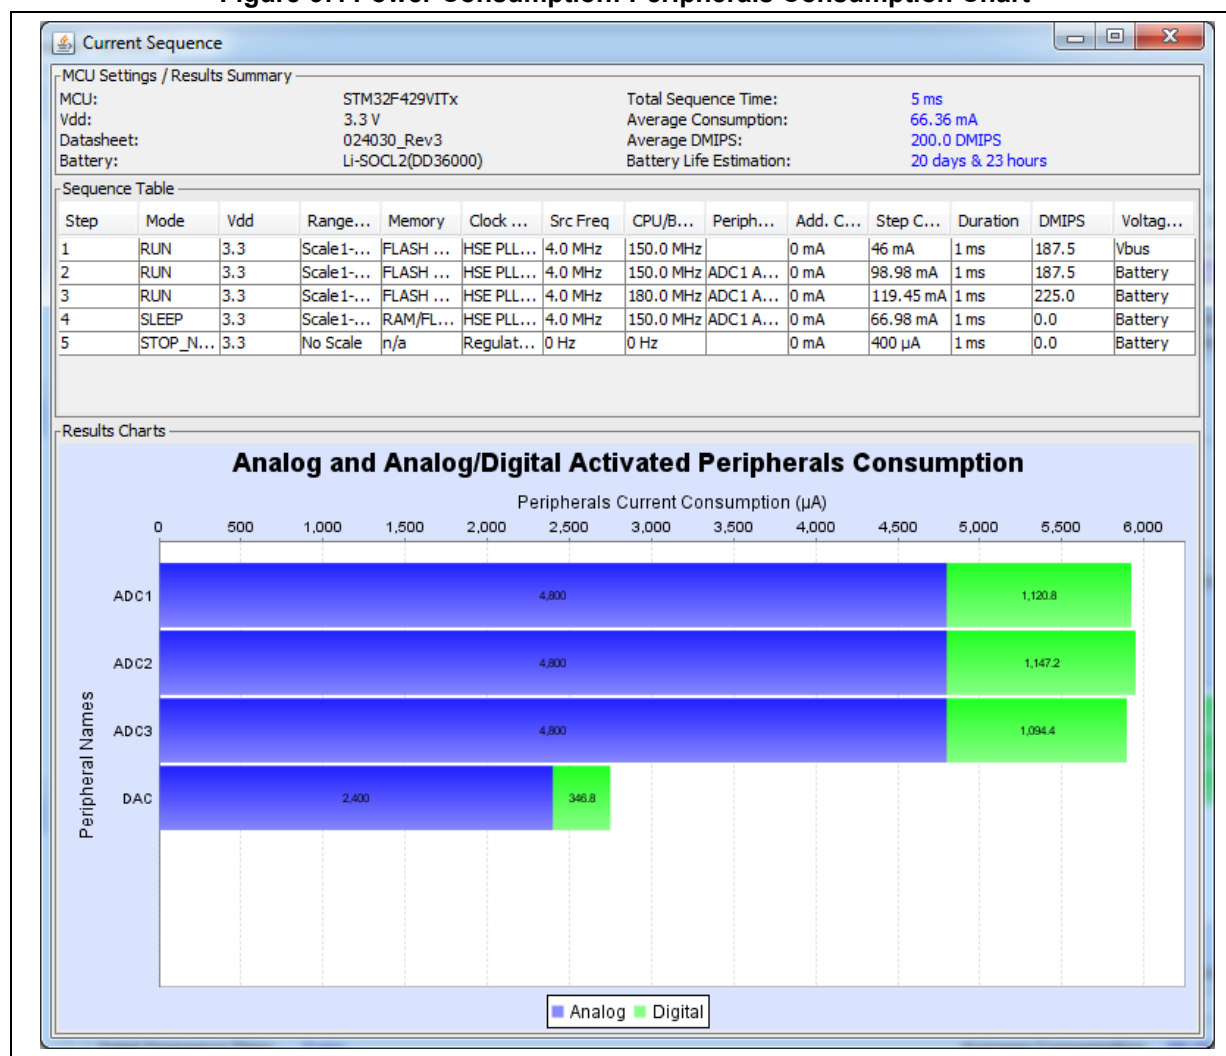 Current Sequence
MCU Settings / Results Summary
MCU: STM32F429VITx Total Sequence Time: 5 ms
Vdd: 3.3 V Average Consumption: 66.36 mA
Datasheet: 024030_Rev3 Average DMIPS: 200.0 DMIPS
Battery: Li-SOCL2(DD36000) Battery Life Estimation: 20 days & 23 hours
Sequence Table
Step Mode Vdd Range... Memory Clock ... Src Freq CPU/B... Periph... Add. C... Step C... Duration DMIPS Voltag...
1 RUN 3.3 Scale1-... FLASH ... HSE PLL... 4.0 MHz 150.0 MHz 0 mA 46 mA 1 ms 187.5 Vbus
2 RUN 3.3 Scale1-... FLASH ... HSE PLL... 4.0 MHz 150.0 MHz ADC1 A... 0 mA 98.98 mA 1 ms 187.5 Battery
3 RUN 3.3 Scale1-... FLASH ... HSE PLL... 4.0 MHz 180.0 MHz ADC1 A... 0 mA 119.45 mA 1 ms 225.0 Battery
4 SLEEP 3.3 Scale1-... RAM/FL... HSE PLL... 4.0 MHz 150.0 MHz ADC1 A... 0 mA 66.98 mA 1 ms 0.0 Battery
5 STOP_N... 3.3 No Scale n/a Regulat... 0 Hz 0 Hz 0 mA 400 µA 1 ms 0.0 Battery
Results Charts
Analog and Analog/Digital Activated Peripherals Consumption
Peripherals Current Consumption (µA)
0 500 1,000 1,500 2,000 2,500 3,000 3,500 4,000 4,500 5,000 5,500 6,000
ADC1 4,800 1,120.8
ADC2 4,800 1,147.2
ADC3 4,800 1,094.4
DAC 2,400 346.8
Peripheral Names
Analog Digital